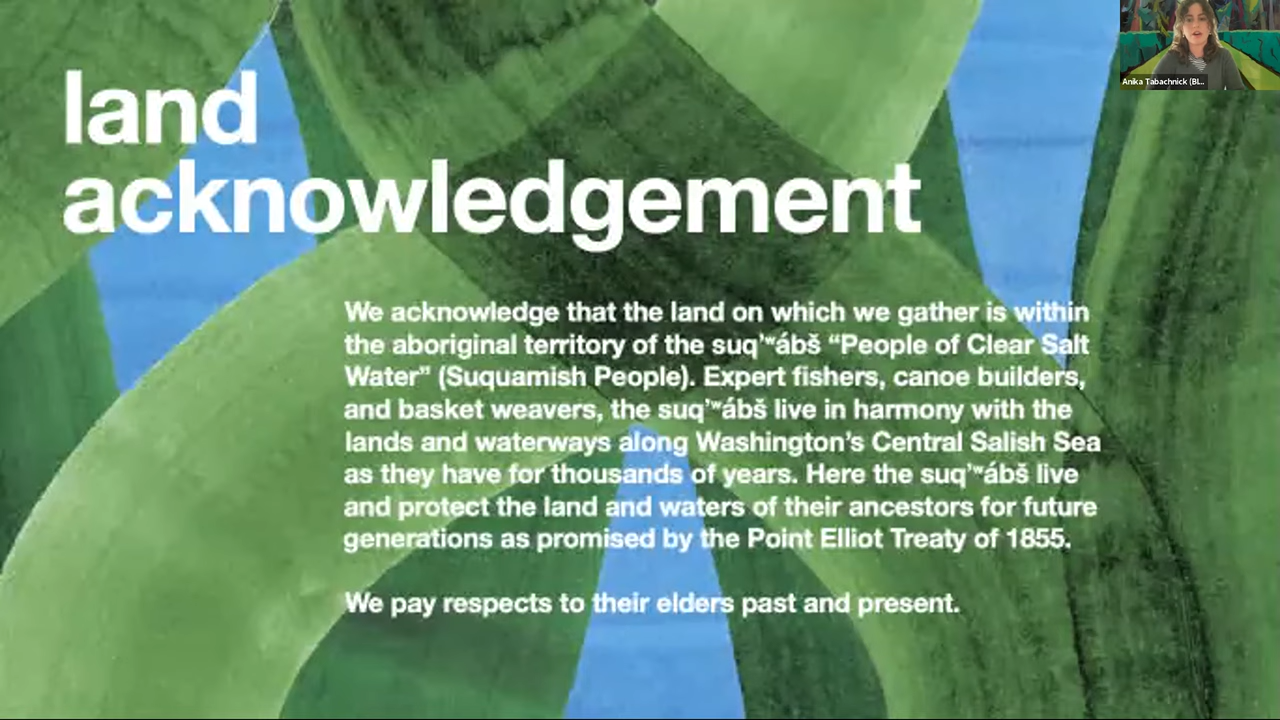 land
acknowledgement
We acknowledge that the land on which we gather is within
the aboriginal territory of the suq̓ʷábš “People of Clear Salt
Water” (Suquamish People). Expert fishers, canoe builders,
and basket weavers, the suq̓ʷábš live in harmony with the
lands and waterways along Washington’s Central Salish Sea
as they have for thousands of years. Here the suq̓ʷábš live
and protect the land and waters of their ancestors for future
generations as promised by the Point Elliot Treaty of 1855.
We pay respects to their elders past and present.
Anika Tabachnick (Bl...